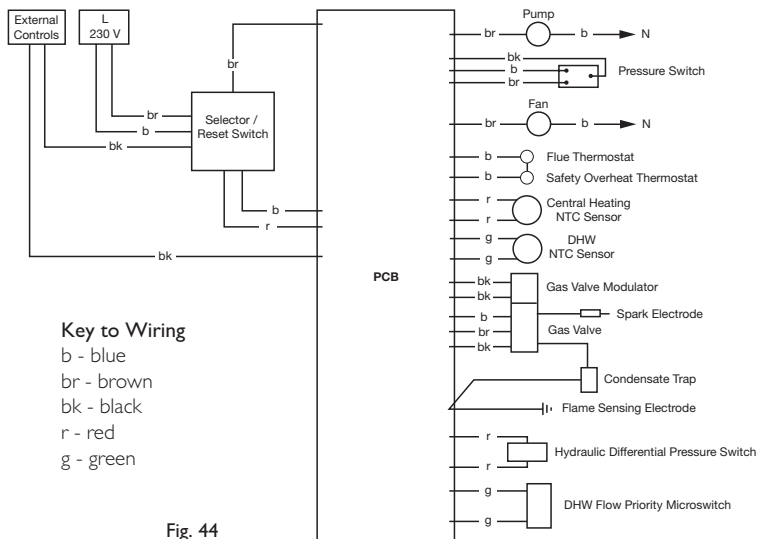 External
Controls
L
230 V
br
Selector /
Reset Switch
br
b
bk
b
r
bk
PCB
Pump
br
b
N
bk
b
br
Pressure Switch
Fan
br
b
N
b
Flue Thermostat
b
Safety Overheat Thermostat
r
r
Central Heating
NTC Sensor
g
g
DHW
NTC Sensor
bk
bk
Gas Valve Modulator
b
br
bk
Spark Electrode
Gas Valve
Condensate Trap
Flame Sensing Electrode
r
r
Hydraulic Differential Pressure Switch
g
g
DHW Flow Priority Microswitch
Key to Wiring
b - blue
br - brown
bk - black
r - red
g - green
Fig. 44